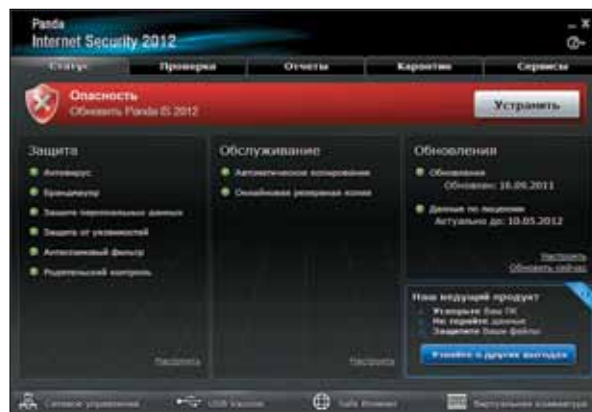 Panda
Internet Security 2012
Статус Проверка Отчеты Карантин Сервисы
Опасность
Обновить Panda IS 2012
Устранить
Защита
Антивирус
Брандмауэр
Защита персональных данных
Защита от уязвимостей
Антиспамовый фильтр
Родительский контроль
Настроить
Обслуживание
Автоматическое копирование
Онлайновая резервная копия
Настроить
Обновления
Обновления
Обновлен: 16.09.2011
Данные по лицензии
Актуально до: 10.05.2012
Настроить
Обновить сейчас
Наш ведущий продукт
Ускорьте Ваш ПК
Не теряйте данные
Защитите Ваши файлы
Узнайте о других выгодах
Сетевое управление USB Vaccine Safe Browser Виртуальная клавиатура